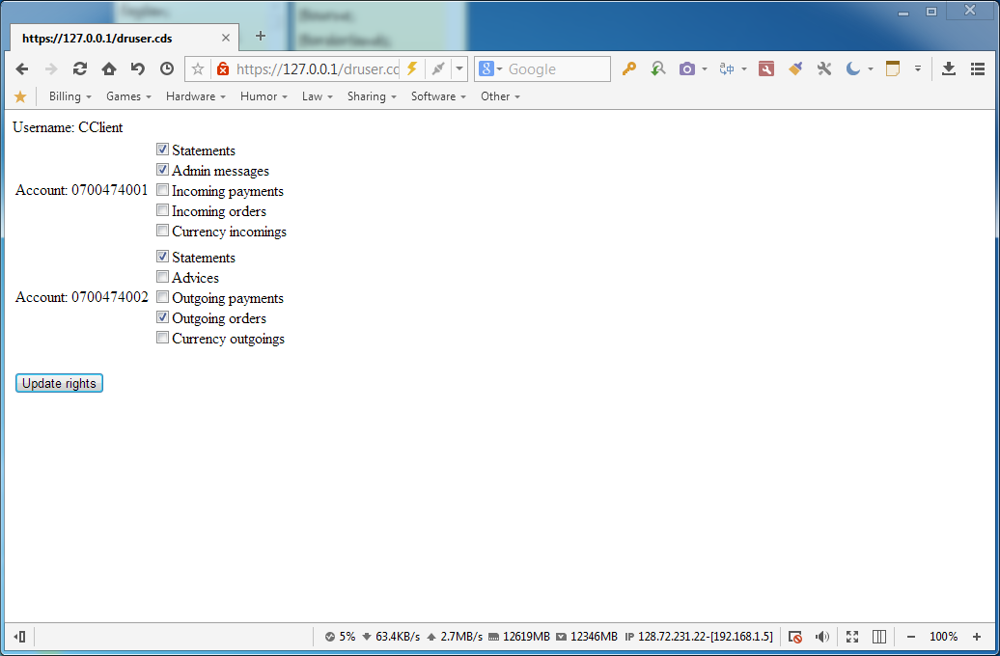 https://127.0.0.1/druser.cds
https://127.0.0.1/druser.cc
Google
Billing Games Hardware Humor Law Sharing Software Other
Username: CClient
Statements
Admin messages
Account: 0700474001 Incoming payments
Incoming orders
Currency incomings
Statements
Advices
Account: 0700474002 Outgoing payments
Outgoing orders
Currency outgoings
Update rights
5% 63.4KB/s 2.7MB/s 12619MB 12346MB IP 128.72.231.22-[192.168.1.5] 100%